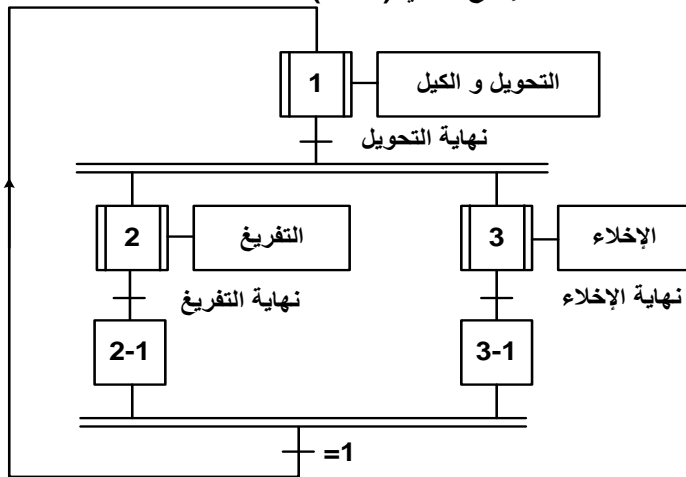 1
التحويل و الكيل
نهاية التحويل
2
التفريغ
3
الإخلاء
نهاية التفريغ
نهاية الإخلاء
2-1
3-1
=1